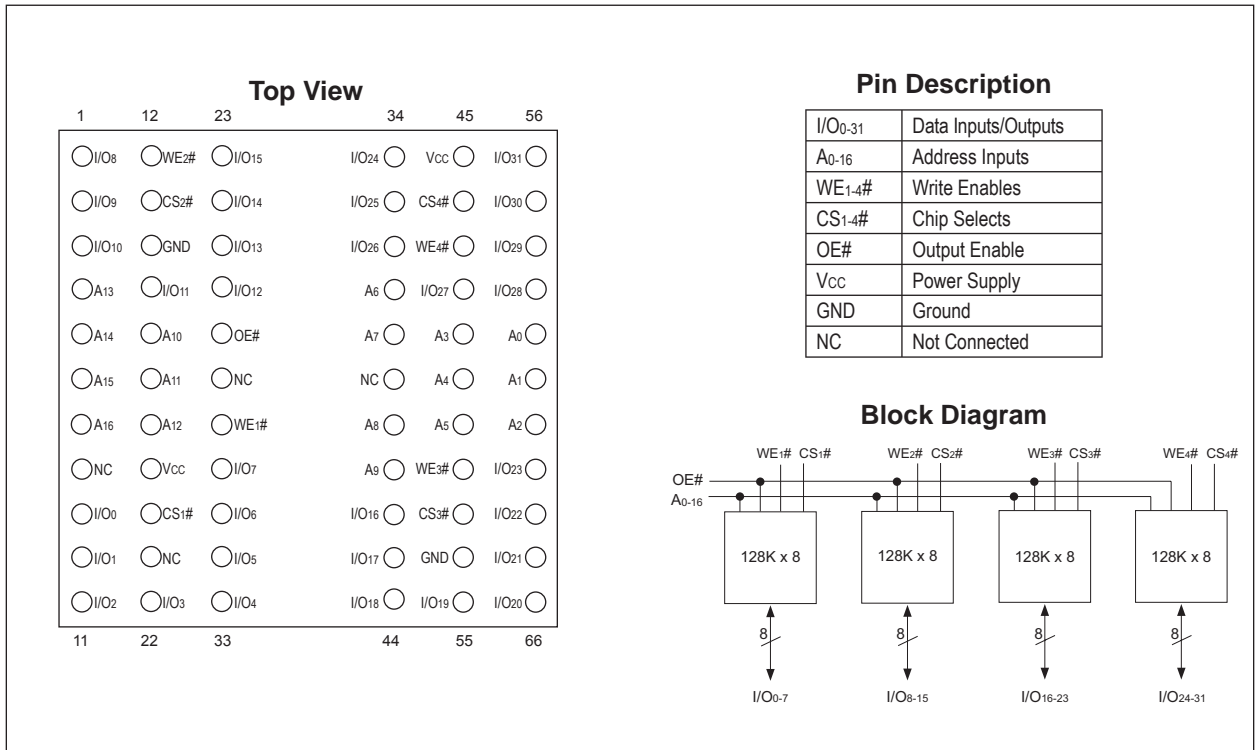 Top View
1 12 23 34 45 56
I/O8 WE2# I/O15 I/O24 VCC I/O31
I/O9 CS2# I/O14 I/O25 CS4# I/O30
I/O10 GND I/O13 I/O26 WE4# I/O29
A13 I/O11 I/O12 A6 I/O27 I/O28
A14 A10 OE# A7 A3 A0
A15 A11 NC NC A4 A1
A16 A12 WE1# A8 A5 A2
NC VCC I/O7 A9 WE3# I/O23
I/O0 CS1# I/O6 I/O16 CS3# I/O22
I/O1 NC I/O5 I/O17 GND I/O21
I/O2 I/O3 I/O4 I/O18 I/O19 I/O20
11 22 33 44 55 66
Pin Description
I/O0-31 Data Inputs/Outputs
A0-16 Address Inputs
WE1-4# Write Enables
CS1-4# Chip Selects
OE# Output Enable
VCC Power Supply
GND Ground
NC Not Connected
Block Diagram
WE1# CS1# WE2# CS2# WE3# CS3# WE4# CS4#
OE#
A0-16
128K x 8 128K x 8 128K x 8 128K x 8
8 8 8 8
I/O0-7 I/O8-15 I/O16-23 I/O24-31